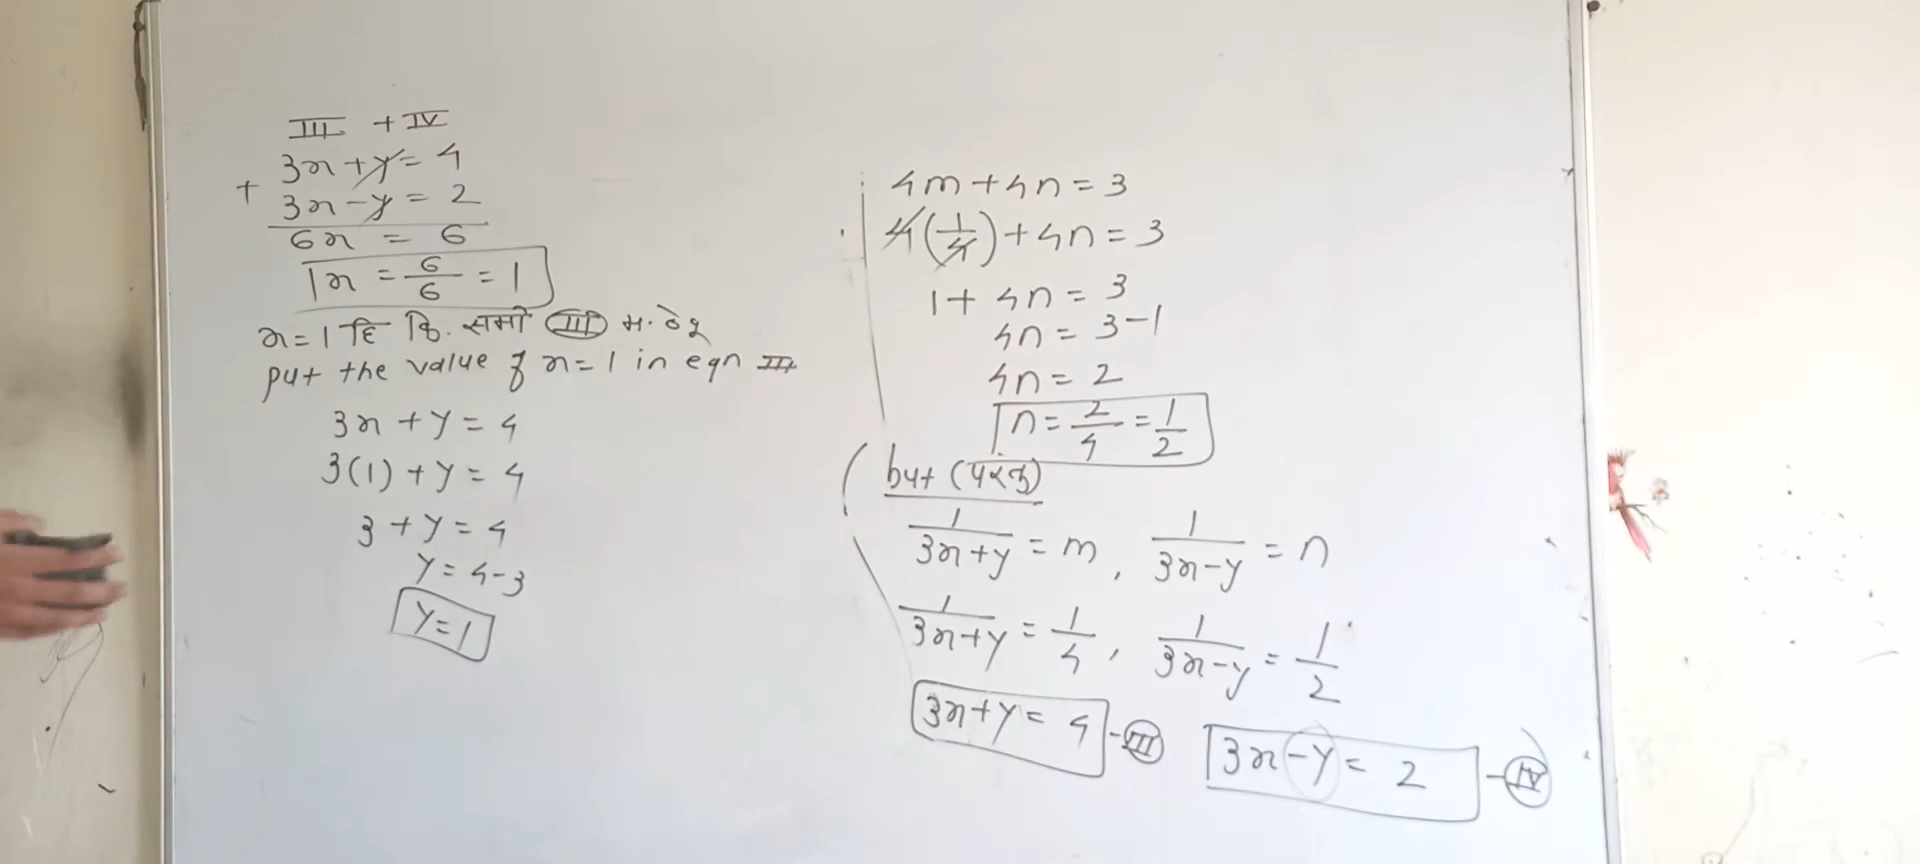 III + IV
3x + y = 4
+ 3x - y = 2
6x = 6
x = 6/6 = 1
x = 1 हि कि. समी III म. ठेवू
put the value of x = 1 in eqn III
3x + y = 4
3(1) + y = 4
3 + y = 4
y = 4 - 3
y = 1
4m + 4n = 3
4(1/4) + 4n = 3
1 + 4n = 3
4n = 3 - 1
4n = 2
n = 2/4 = 1/2
but (परंतु)
1/(3x+y) = m, 1/(3x-y) = n
1/(3x+y) = 1/4, 1/(3x-y) = 1/2
3x + y = 4 - III
3x - y = 2 - IV